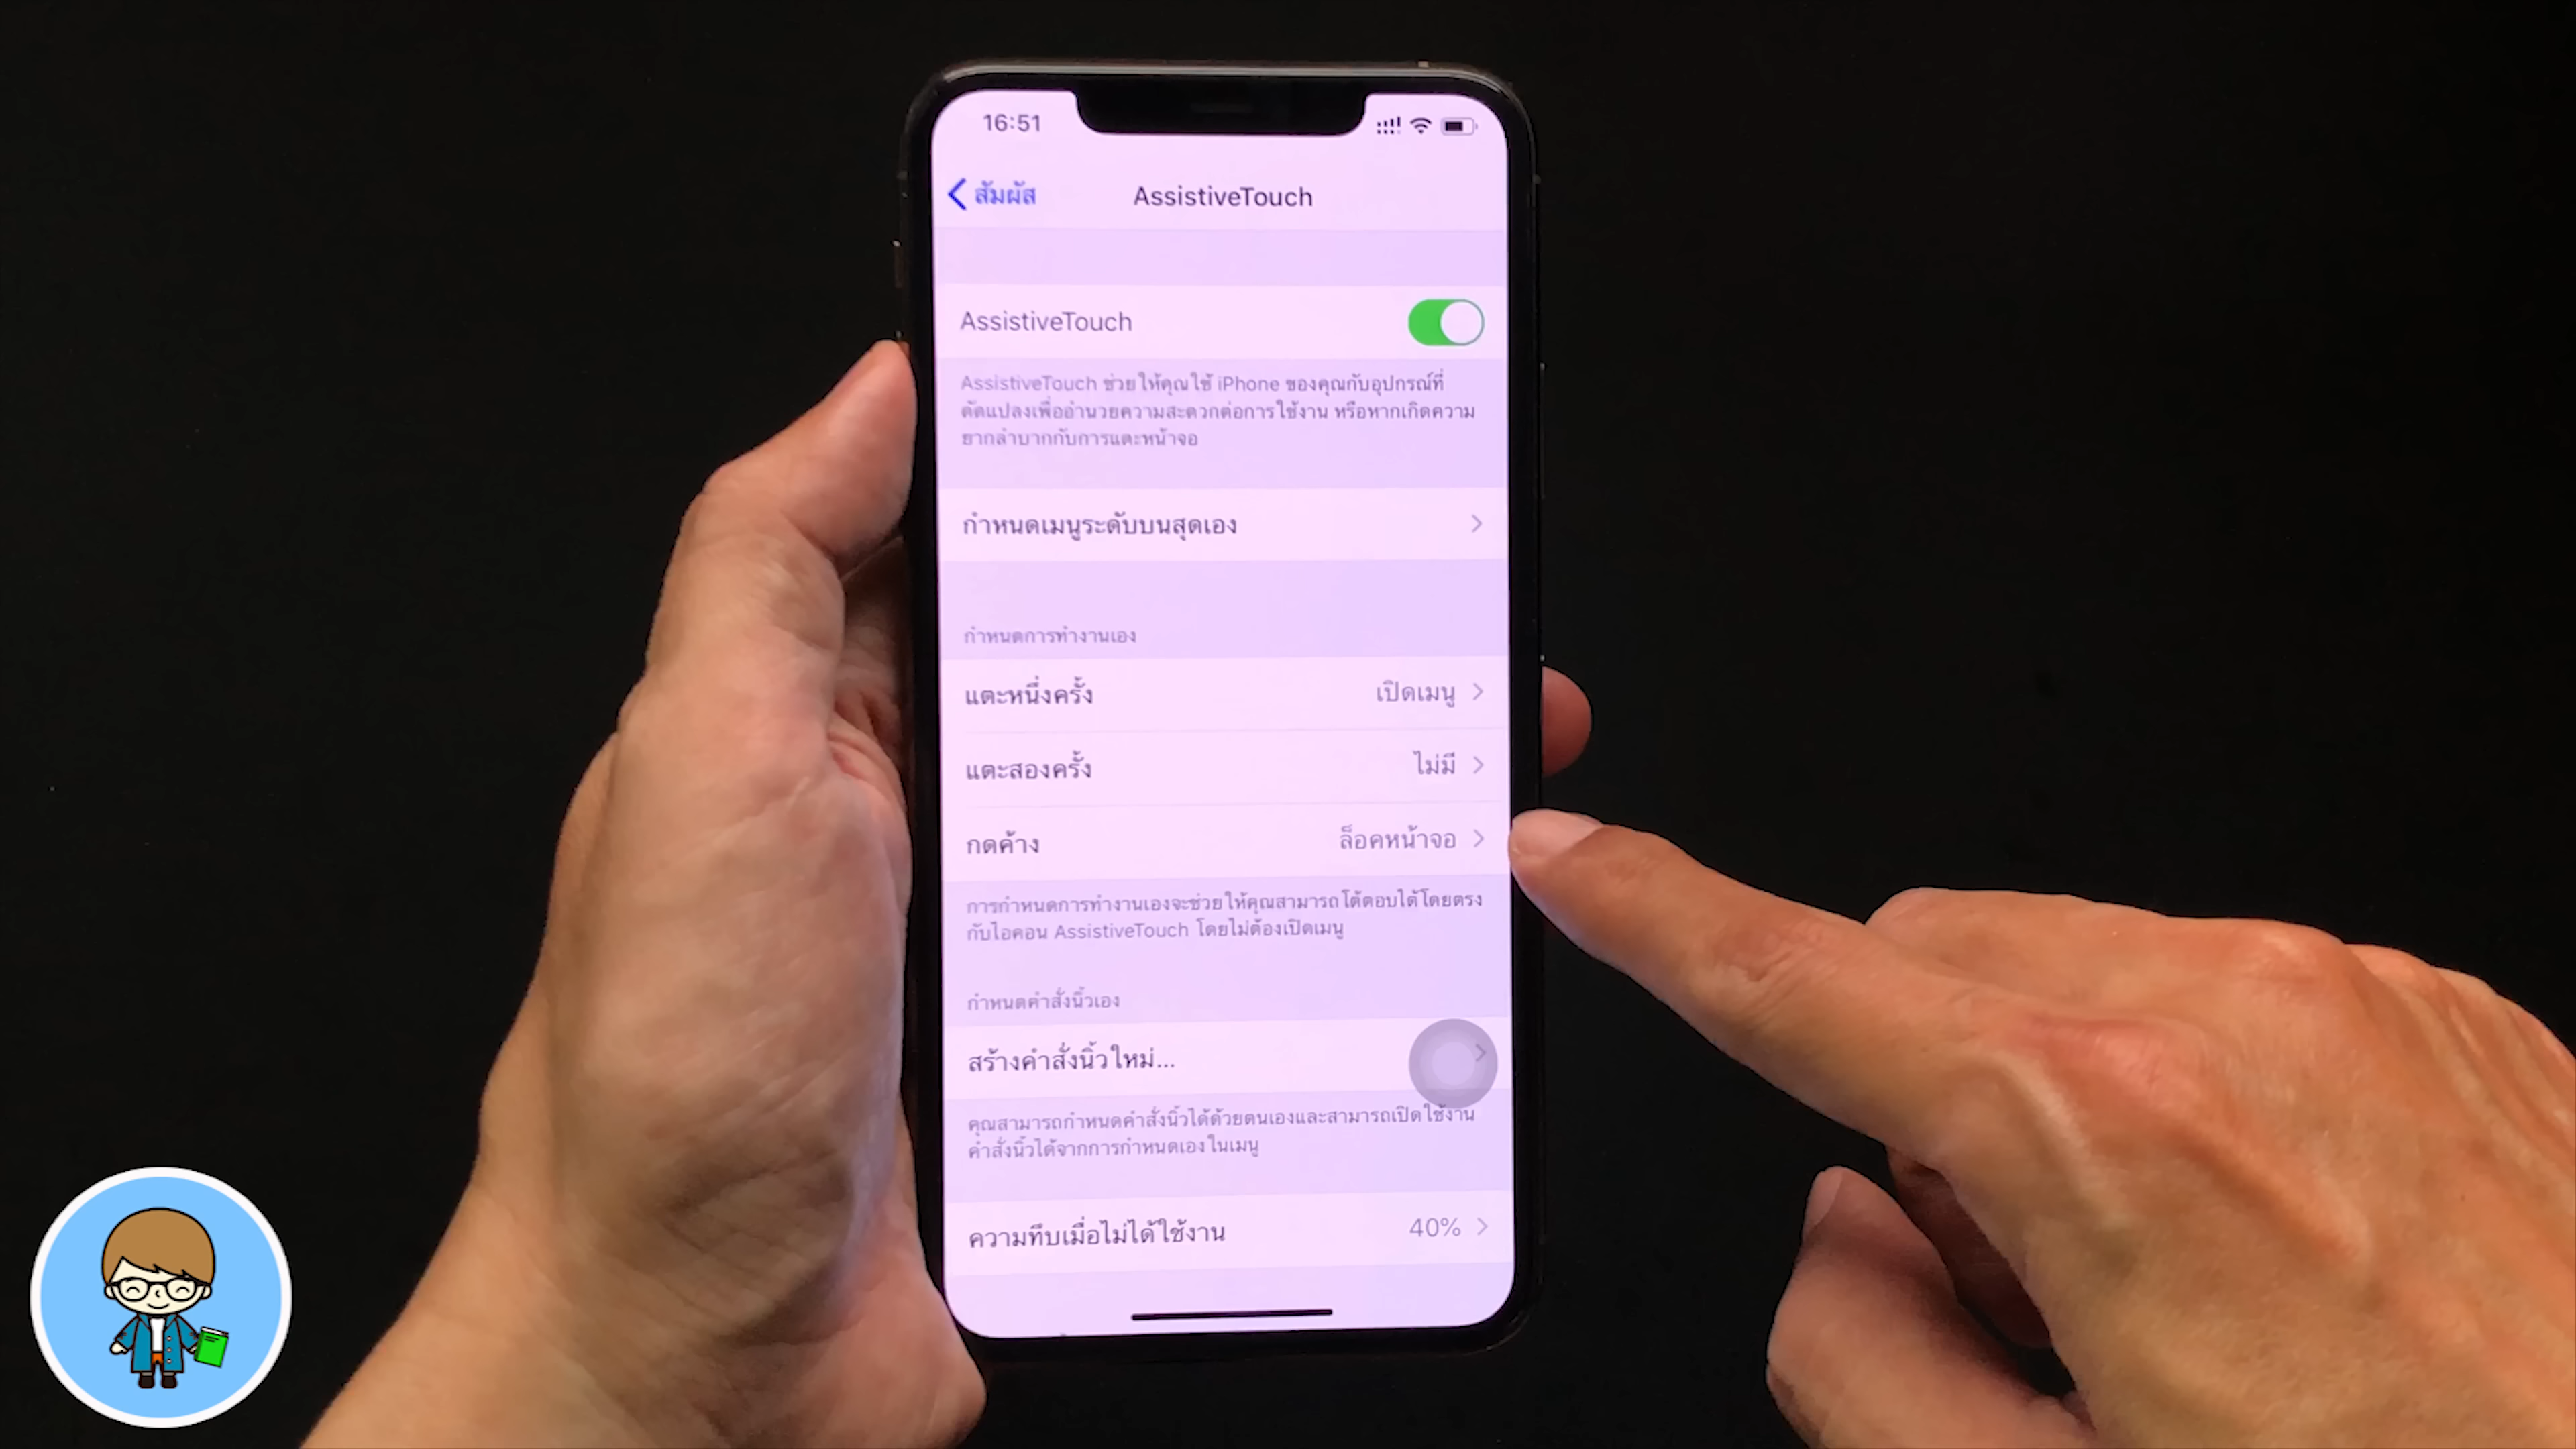 16:51
สัมผัส
AssistiveTouch
AssistiveTouch
AssistiveTouch ช่วยให้คุณใช้ iPhone ของคุณกับอุปกรณ์ที่
ดัดแปลงเพื่ออำนวยความสะดวกต่อการใช้งาน หรือหากเกิดความ
ยากลำบากกับการแตะหน้าจอ
กำหนดเมนูระดับบนสุดเอง
กำหนดการทำงานเอง
แตะหนึ่งครั้ง เปิดเมนู
แตะสองครั้ง ไม่มี
กดค้าง ล็อคหน้าจอ
การกำหนดการทำงานเองจะช่วยให้คุณสามารถโต้ตอบได้โดยตรง
กับไอคอน AssistiveTouch โดยไม่ต้องเปิดเมนู
กำหนดคำสั่งนิ้วเอง
สร้างคำสั่งนิ้วใหม่...
คุณสามารถกำหนดคำสั่งนิ้วได้ด้วยตนเองและสามารถเปิดใช้งาน
คำสั่งนิ้วได้จากการกำหนดเองในเมนู
ความทึบเมื่อไม่ได้ใช้งาน 40%